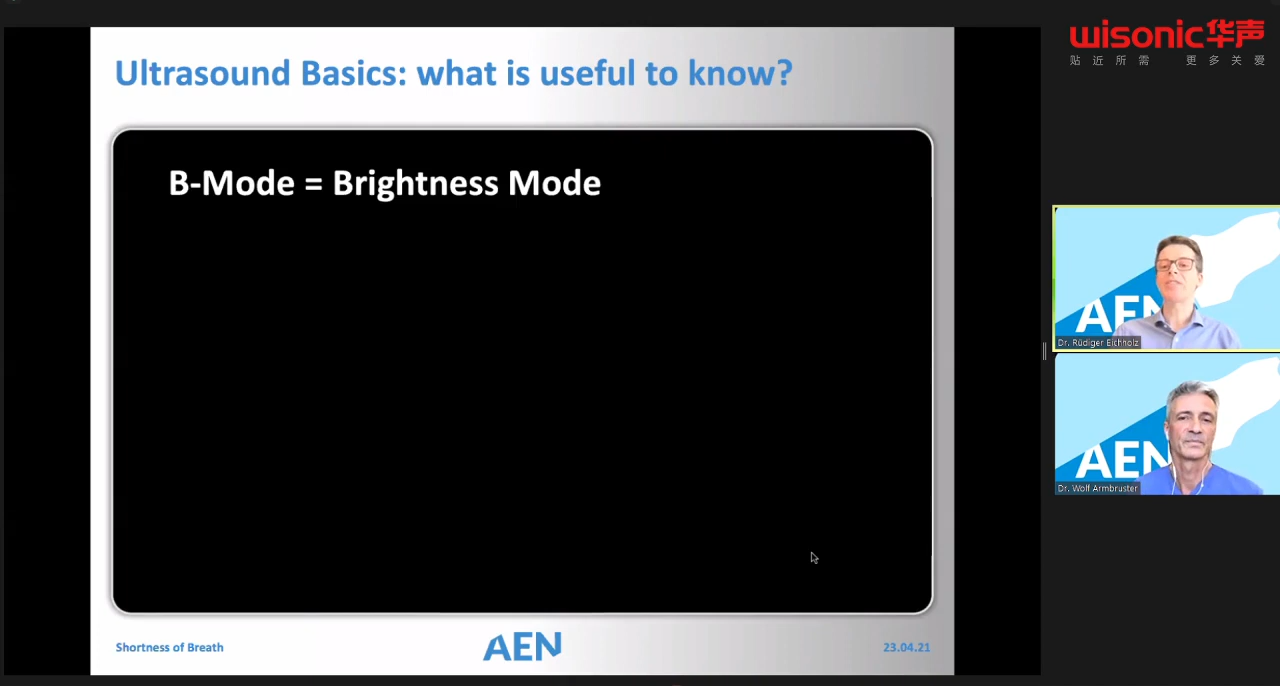 wisonic华声
贴近所需 更多关爱
Ultrasound Basics: what is useful to know?
B-Mode = Brightness Mode
AEN
Dr. Rüdiger Eichholz
AEN
Dr. Wolf Armbruster
Shortness of Breath
AEN
23.04.21